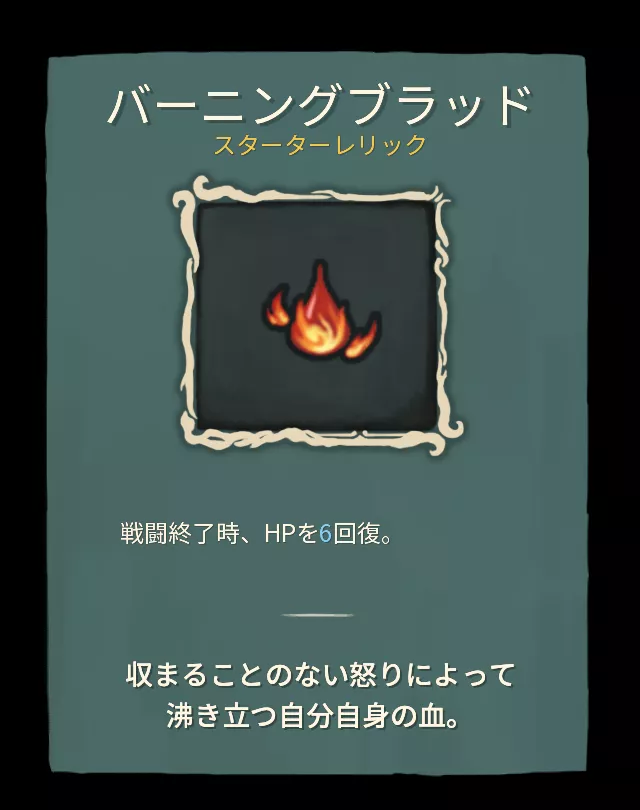 バーニングブラッド
スターターレリック
戦闘終了時、HPを6回復。
収まることのない怒りによって
沸き立つ自分自身の血。